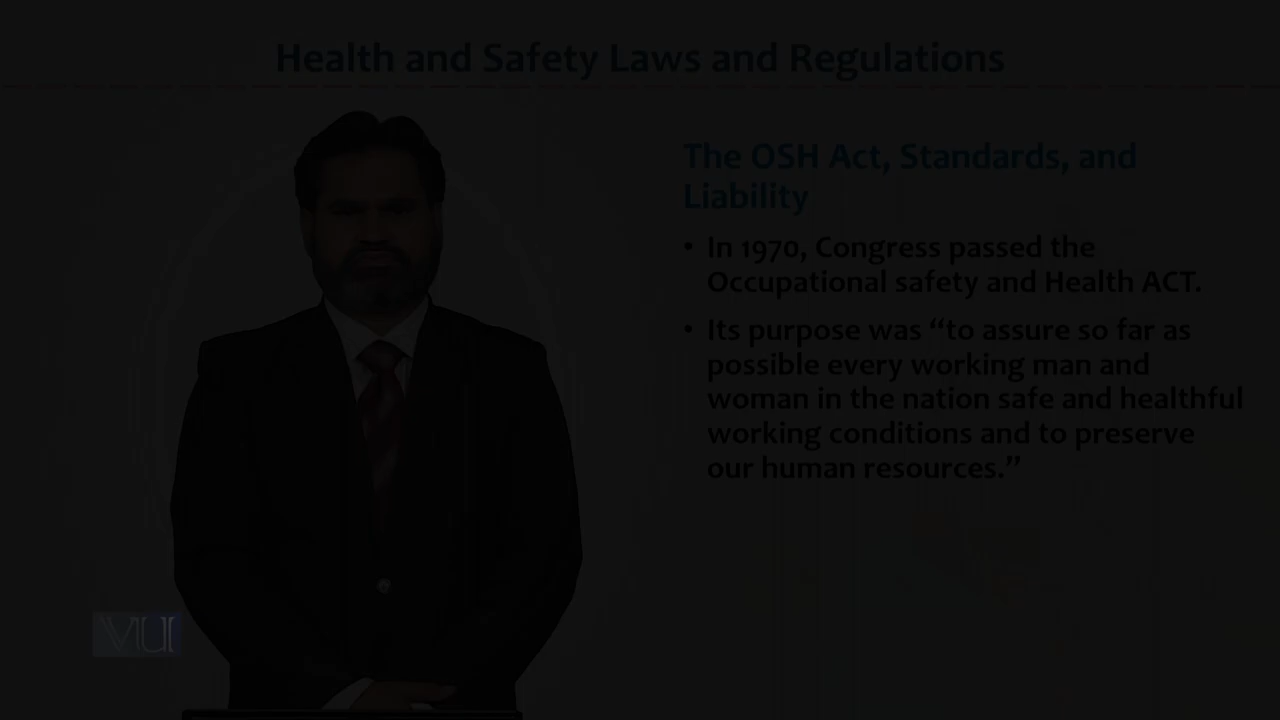 Health and Safety Laws and Regulations
The OSH Act, Standards, and
Liability
• In 1970, Congress passed the
Occupational safety and Health ACT.
• Its purpose was “to assure so far as
possible every working man and
woman in the nation safe and healthful
working conditions and to preserve
our human resources.”
VU